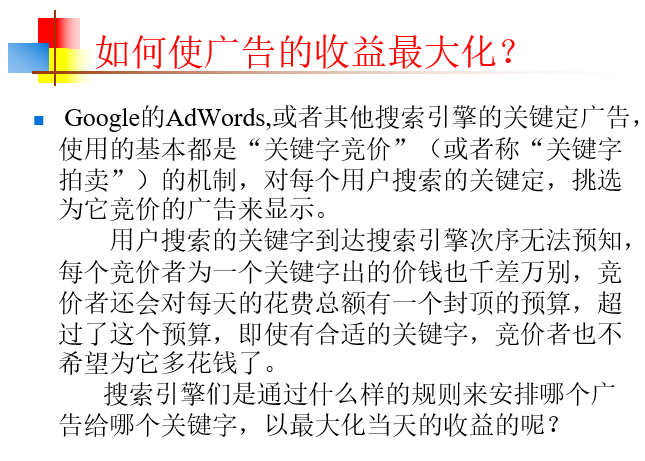 如何使广告的收益最大化？
Google的AdWords,或者其他搜索引擎的关键定广告，
使用的基本都是“关键字竞价”（或者称“关键字
拍卖”）的机制，对每个用户搜索的关键定，挑选
为它竞价的广告来显示。
用户搜索的关键字到达搜索引擎次序无法预知，
每个竞价者为一个关键字出的价钱也千差万别，竞
价者还会对每天的花费总额有一个封顶的预算，超
过了这个预算，即使有合适的关键字，竞价者也不
希望为它多花钱了。
搜索引擎们是通过什么样的规则来安排哪个广
告给哪个关键字，以最大化当天的收益的呢？